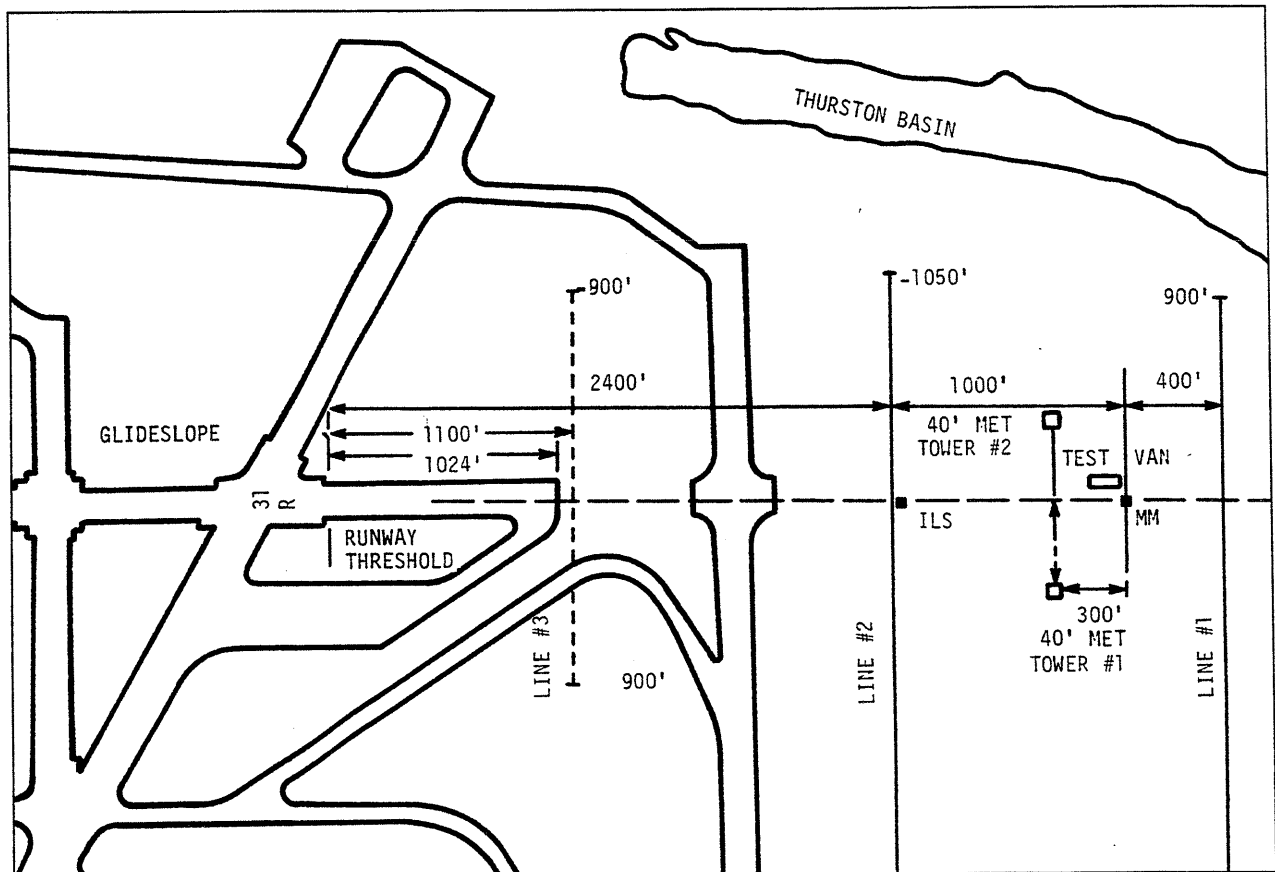 THURSTON BASIN
-900'
-1050'
900'
2400'
1000'
400'
GLIDESLOPE
1100'
1024'
40' MET
TOWER #2
TEST VAN
31
R
ILS
MM
RUNWAY
THRESHOLD
300'
40' MET
TOWER #1
LINE #3
LINE #2
LINE #1
900'